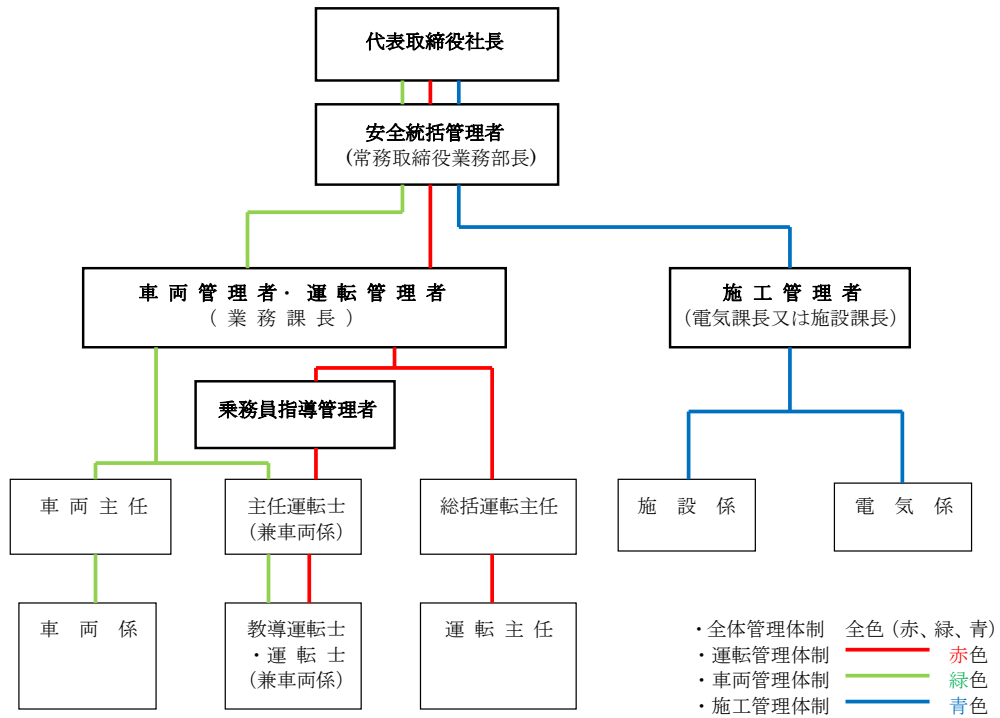 代表取締役社長
安全統括管理者
(常務取締役業務部長)
車両管理者・運転管理者
(業務課長)
施工管理者
(電気課長又は施設課長)
乗務員指導管理者
車両主任
主任運転士
(兼車両係)
総括運転主任
施設係
電気係
車両係
教導運転士
・運転士
(兼車両係)
運転主任
・全体管理体制 全色(赤、緑、青)
・運転管理体制 赤色
・車両管理体制 緑色
・施工管理体制 青色